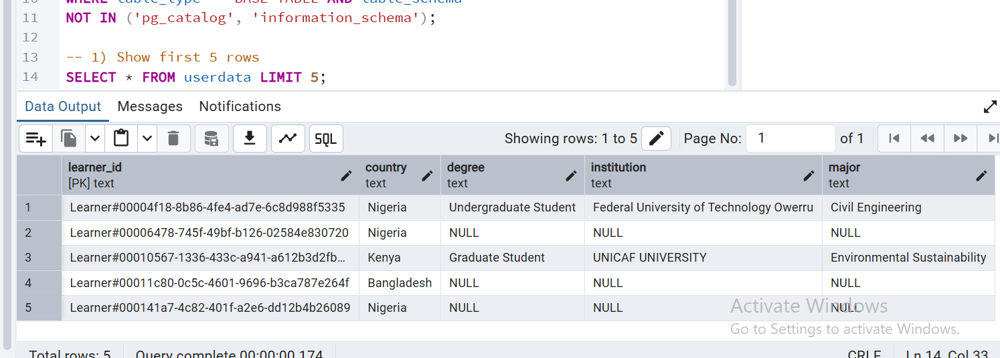 10 WHERE table_type = 'BASE TABLE' AND table_schema
11 NOT IN ('pg_catalog', 'information_schema');
12
13 -- 1) Show first 5 rows
14 SELECT * FROM userdata LIMIT 5;
Data Output Messages Notifications
SQL Showing rows: 1 to 5 Page No: 1 of 1
learner_id country degree institution major
[PK] text text text text text
1 Learner#00004f18-8b86-4fe4-ad7e-6c8d988f5335 Nigeria Undergraduate Student Federal University of Technology Owerru Civil Engineering
2 Learner#00006478-745f-49bf-b126-02584e830720 Nigeria NULL NULL NULL
3 Learner#00010567-1336-433c-a941-a612b3d2fb... Kenya Graduate Student UNICAF UNIVERSITY Environmental Sustainability
4 Learner#00011c80-0c5c-4601-9696-b3ca787e264f Bangladesh NULL NULL NULL
5 Learner#000141a7-4c82-401f-a2e6-dd12b4b26089 Nigeria NULL NULL NULL
Activate Windows
Go to Settings to activate Windows.
Total rows: 5 Query complete 00:00:00.174 CRLF Ln 14, Col 33